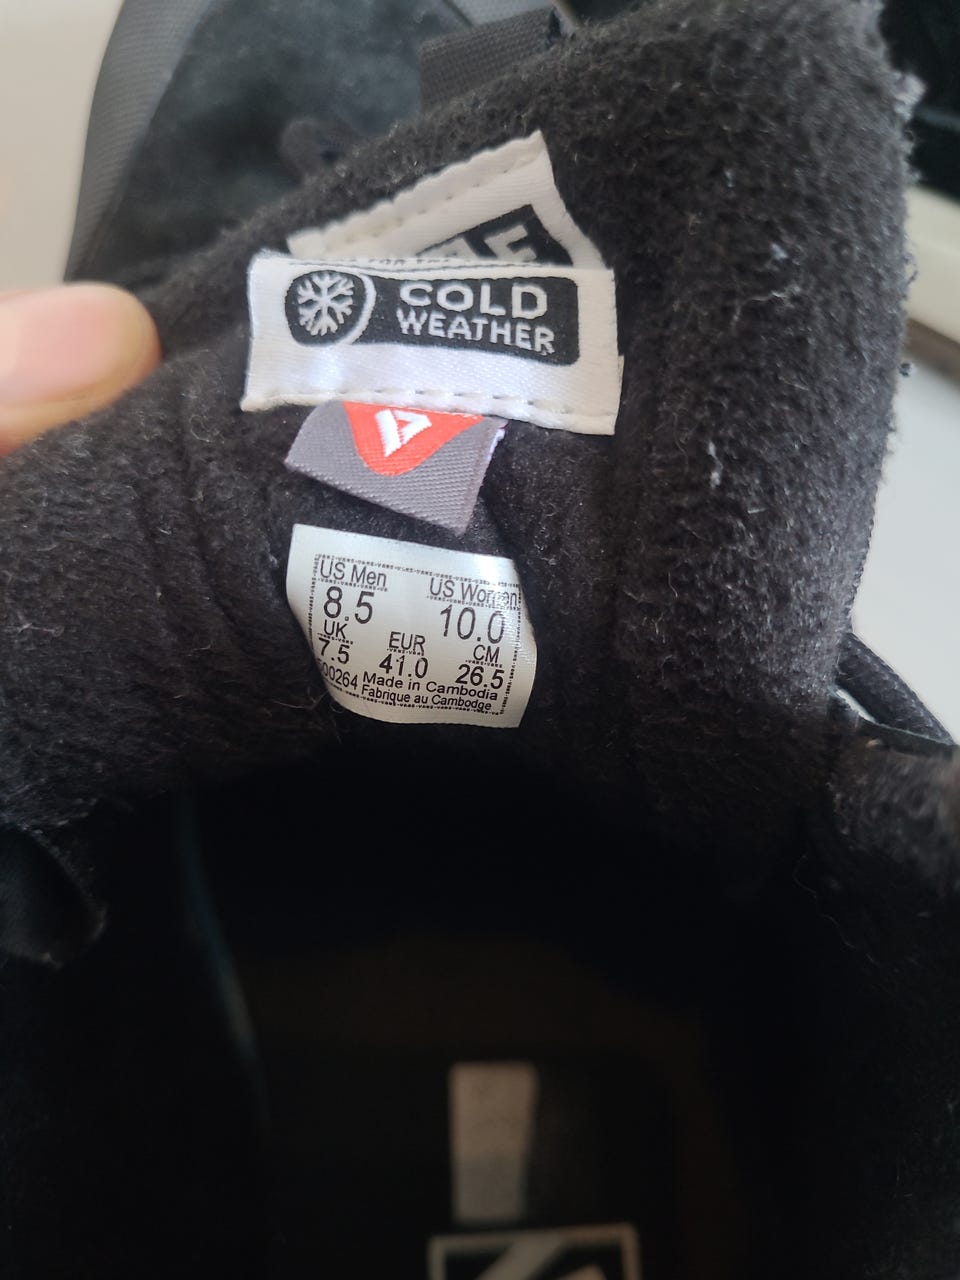 COLD
WEATHER
US Men US Women
8.5 10.0
UK EUR CM
7.5 41.0 26.5
00264 Made in Cambodia
Fabrique au Cambodge